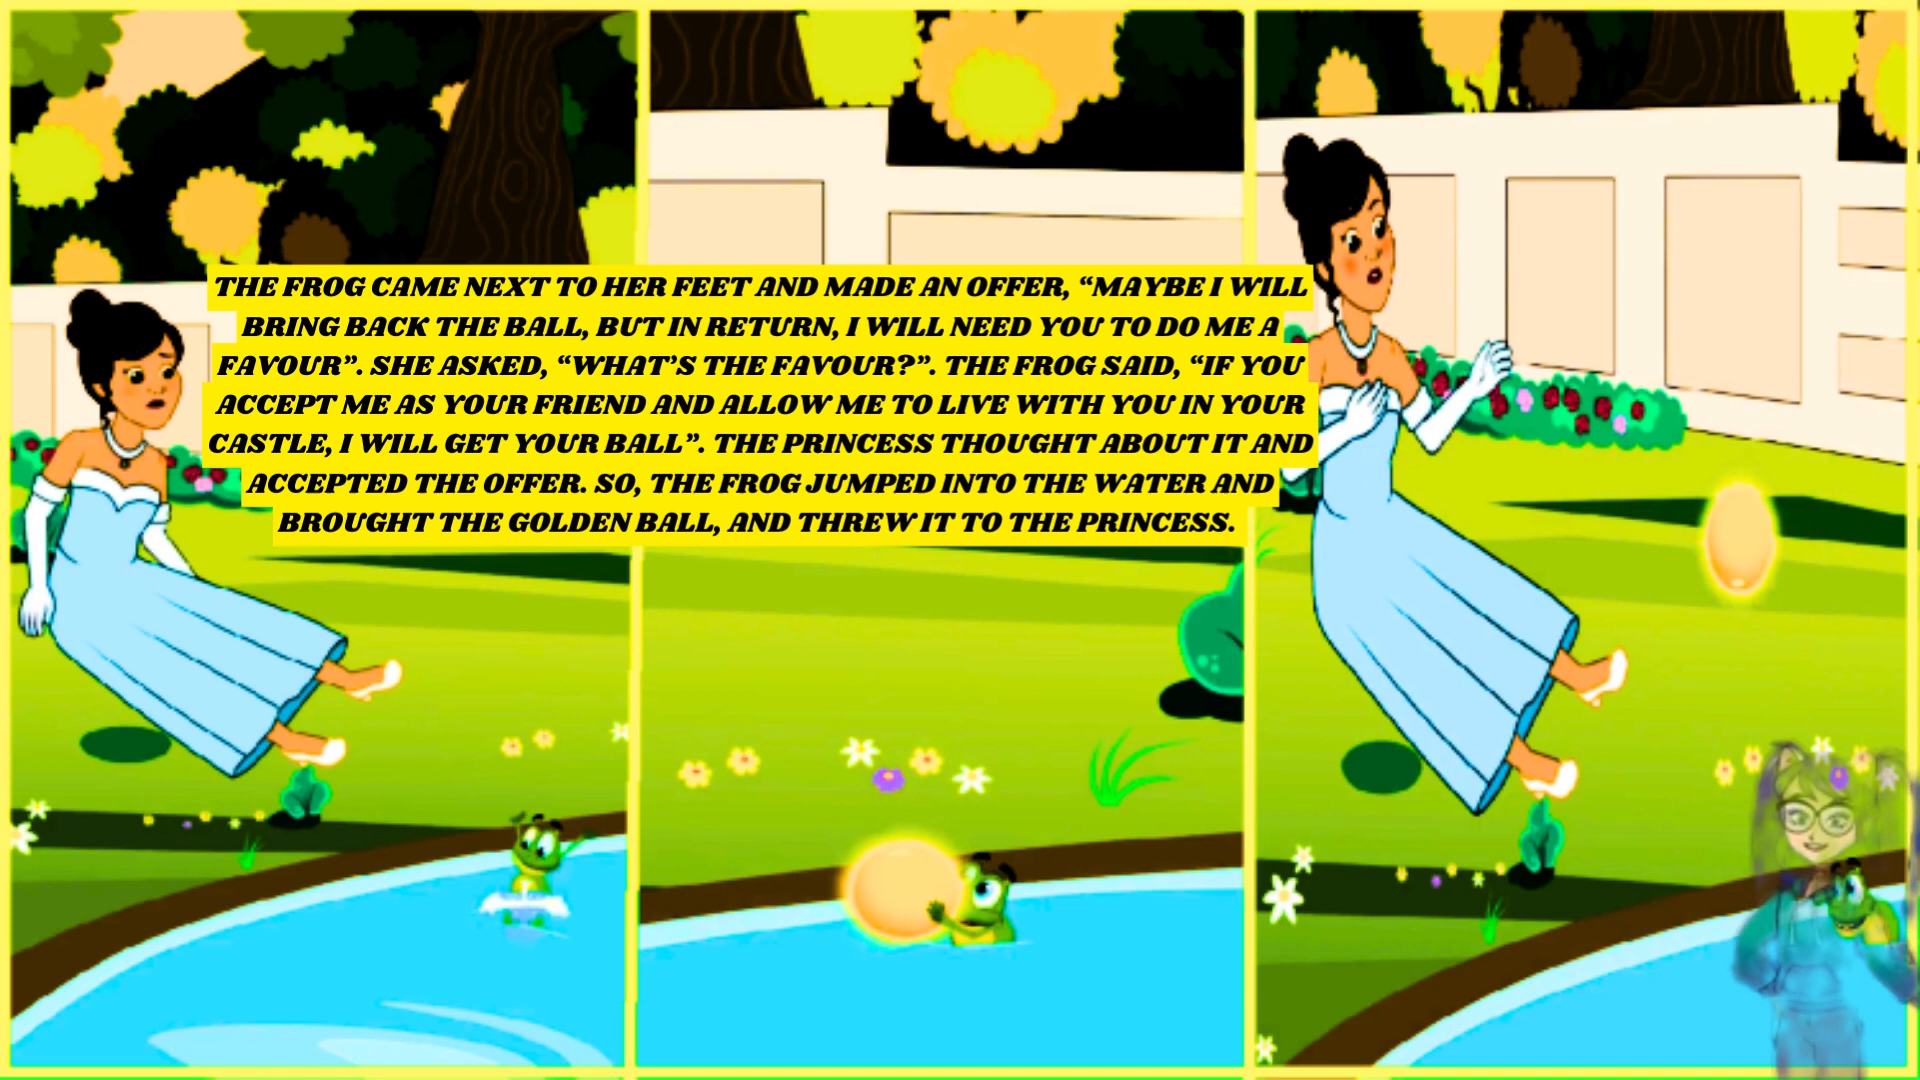 THE FROG CAME NEXT TO HER FEET AND MADE AN OFFER, “MAYBE I WILL
BRING BACK THE BALL, BUT IN RETURN, I WILL NEED YOU TO DO ME A
FAVOUR”. SHE ASKED, “WHAT’S THE FAVOUR?”. THE FROG SAID, “IF YOU
ACCEPT ME AS YOUR FRIEND AND ALLOW ME TO LIVE WITH YOU IN YOUR
CASTLE, I WILL GET YOUR BALL”. THE PRINCESS THOUGHT ABOUT IT AND
ACCEPTED THE OFFER. SO, THE FROG JUMPED INTO THE WATER AND
BROUGHT THE GOLDEN BALL, AND THREW IT TO THE PRINCESS.